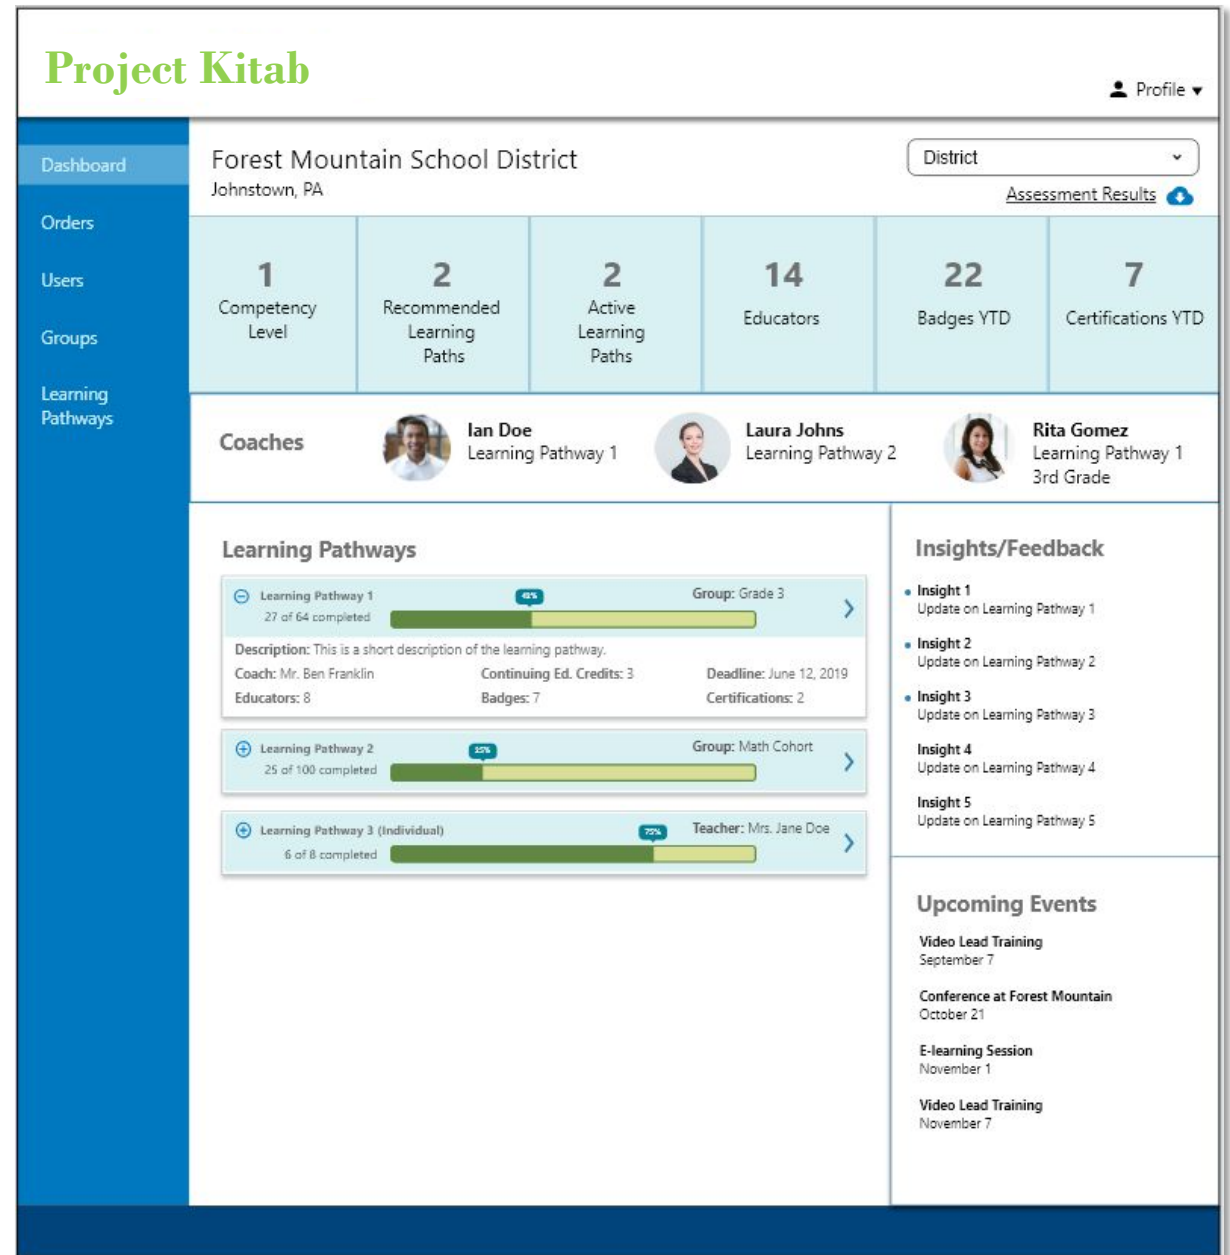 Project Kitab
Profile
Dashboard
Orders
Users
Groups
Learning
Pathways
Forest Mountain School District
Johnstown, PA
District
Assessment Results
1
Competency
Level
2
Recommended
Learning
Paths
2
Active
Learning
Paths
14
Educators
22
Badges YTD
7
Certifications YTD
Coaches
Ian Doe
Learning Pathway 1
Laura Johns
Learning Pathway 2
Rita Gomez
Learning Pathway 1
3rd Grade
Learning Pathways
Learning Pathway 1
Group: Grade 3
27 of 64 completed
Description: This is a short description of the learning pathway.
Coach: Mr. Ben Franklin
Continuing Ed. Credits: 3
Deadline: June 12, 2019
Educators: 8
Badges: 7
Certifications: 2
Learning Pathway 2
25%
Group: Math Cohort
25 of 100 completed
Learning Pathway 3 (Individual)
75%
Teacher: Mrs. Jane Doe
6 of 8 completed
Insights/Feedback
Insight 1
Update on Learning Pathway 1
Insight 2
Update on Learning Pathway 2
Insight 3
Update on Learning Pathway 3
Insight 4
Update on Learning Pathway 4
Insight 5
Update on Learning Pathway 5
Upcoming Events
Video Lead Training
September 7
Conference at Forest Mountain
October 21
E-learning Session
November 1
Video Lead Training
November 7